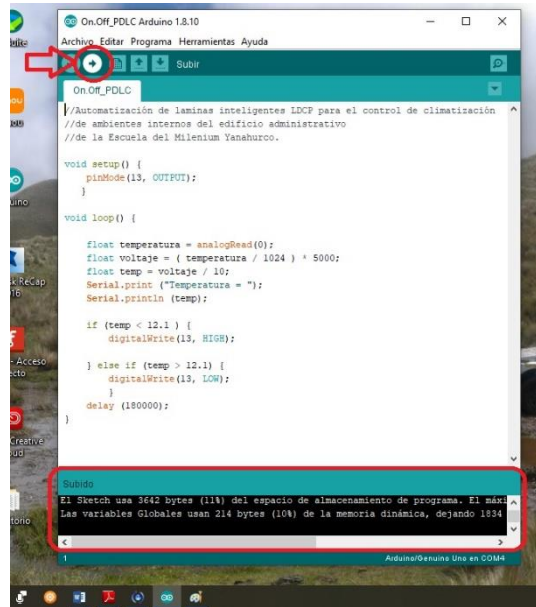 On.Off_PDLC Arduino 1.8.10
Archivo Editar Programa Herramientas Ayuda
Subir
On.Off_PDLC
//Automatización de laminas inteligentes LDCP para el control de climatización
//de ambientes internos del edificio administrativo
//de la Escuela del Milenium Yanahurco.
void setup() {
pinMode(13, OUTPUT);
}
void loop() {
float temperatura = analogRead(0);
float voltaje = ( temperatura / 1024 ) * 5000;
float temp = voltaje / 10;
Serial.print ("Temperatura = ");
Serial.println (temp);
if (temp < 12.1 ) {
digitalWrite(13, HIGH);
} else if (temp > 12.1) {
digitalWrite(13, LOW);
}
delay (180000);
}
Subido
El Sketch usa 3642 bytes (11%) del espacio de almacenamiento de programa. El máxi
Las variables Globales usan 214 bytes (10%) de la memoria dinámica, dejando 1834
1
Arduino/Genuino Uno en COM4